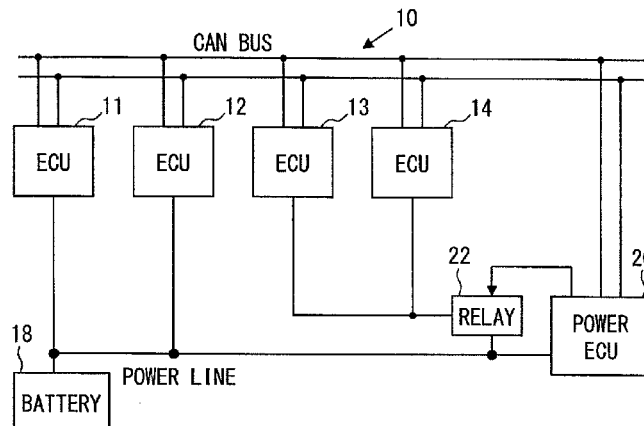 CAN BUS
10
11
12
13
14
ECU
ECU
ECU
ECU
22
RELAY
POWER
ECU
18
BATTERY
POWER LINE